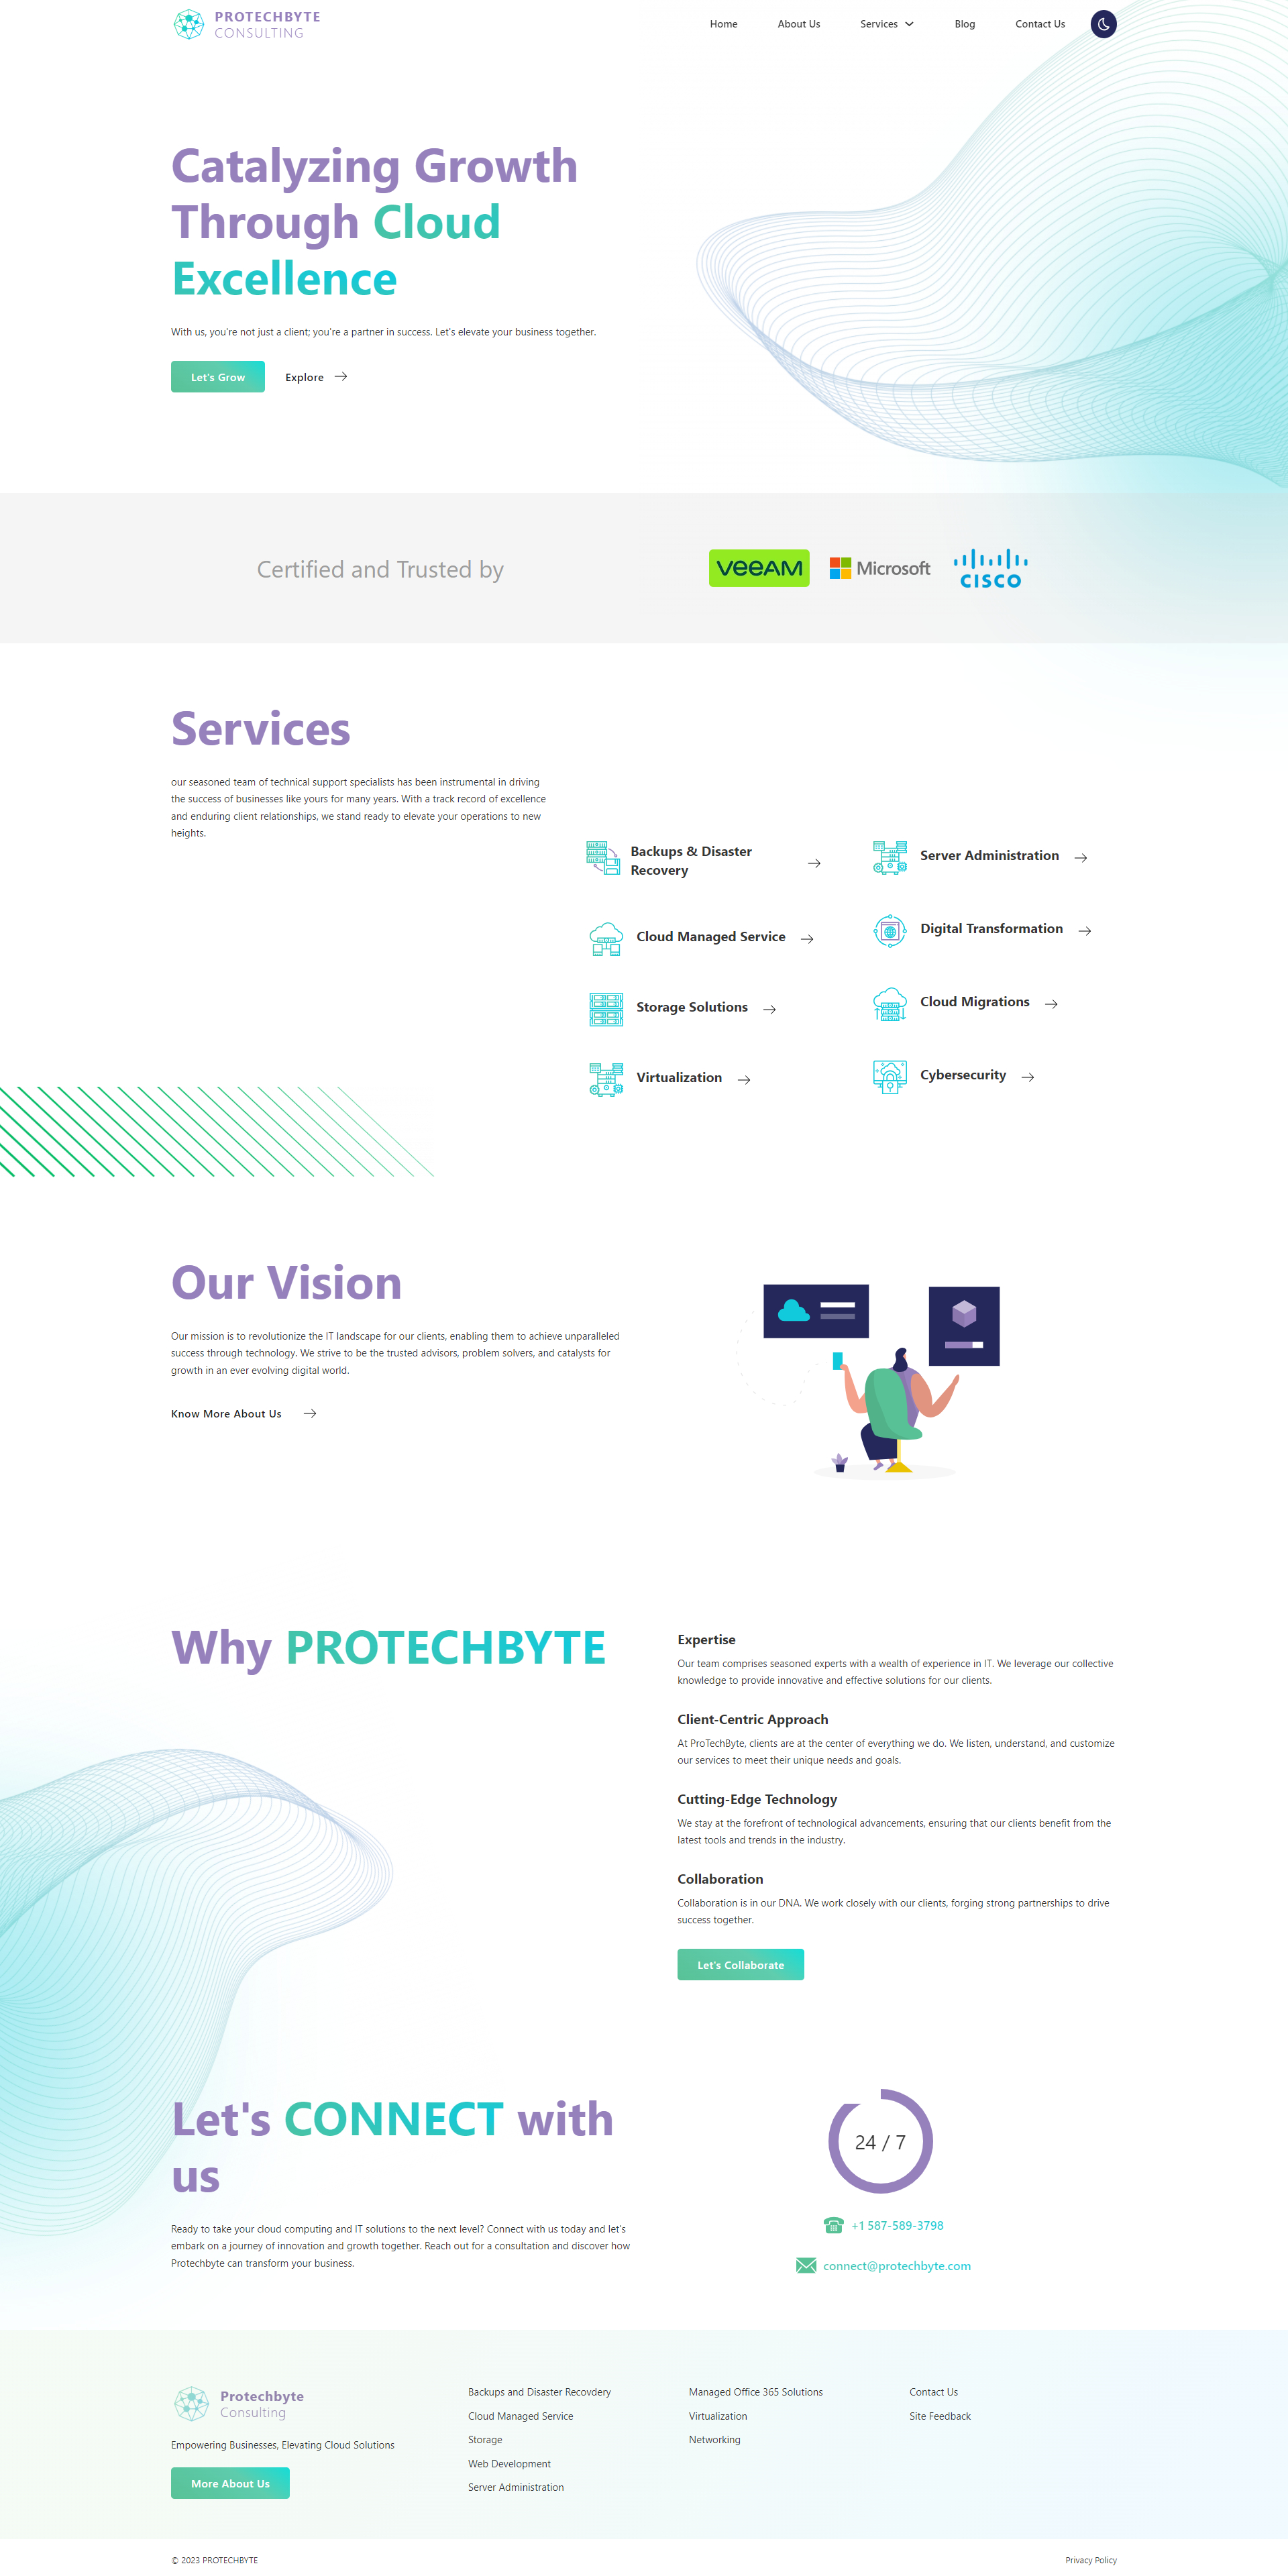 PROTECHBYTE
CONSULTING
Home
About Us
Services
Blog
Contact Us
Catalyzing Growth
Through Cloud
Excellence
With us, you're not just a client; you're a partner in success. Let's elevate your business together.
Let's Grow
Explore
Certified and Trusted by
veeAM
Microsoft
CISCO
Services
our seasoned team of technical support specialists has been instrumental in driving
the success of businesses like yours for many years. With a track record of excellence
and enduring client relationships, we stand ready to elevate your operations to new
heights.
Backups & Disaster
Recovery
Cloud Managed Service
Storage Solutions
Virtualization
Server Administration
Digital Transformation
Cloud Migrations
Cybersecurity
Our Vision
Our mission is to revolutionize the IT landscape for our clients, enabling them to achieve unparalleled
success through technology. We strive to be the trusted advisors, problem solvers, and catalysts for
growth in an ever evolving digital world.
Know More About Us
Why PROTECHBYTE
Expertise
Our team comprises seasoned experts with a wealth of experience in IT. We leverage our collective
knowledge to provide innovative and effective solutions for our clients.
Client-Centric Approach
At ProTechByte, clients are at the center of everything we do. We listen, understand, and customize
our services to meet their unique needs and goals.
Cutting-Edge Technology
We stay at the forefront of technological advancements, ensuring that our clients benefit from the
latest tools and trends in the industry.
Collaboration
Collaboration is in our DNA. We work closely with our clients, forging strong partnerships to drive
success together.
Let's Collaborate
Let's CONNECT with
us
Ready to take your cloud computing and IT solutions to the next level? Connect with us today and let's
embark on a journey of innovation and growth together. Reach out for a consultation and discover how
Protechbyte can transform your business.
24 / 7
+1 587-589-3798
connect@protechbyte.com
Protechbyte
Consulting
Empowering Businesses, Elevating Cloud Solutions
More About Us
Backups and Disaster Recovdery
Cloud Managed Service
Storage
Web Development
Server Administration
Managed Office 365 Solutions
Virtualization
Networking
Contact Us
Site Feedback
© 2023 PROTECHBYTE
Privacy Policy